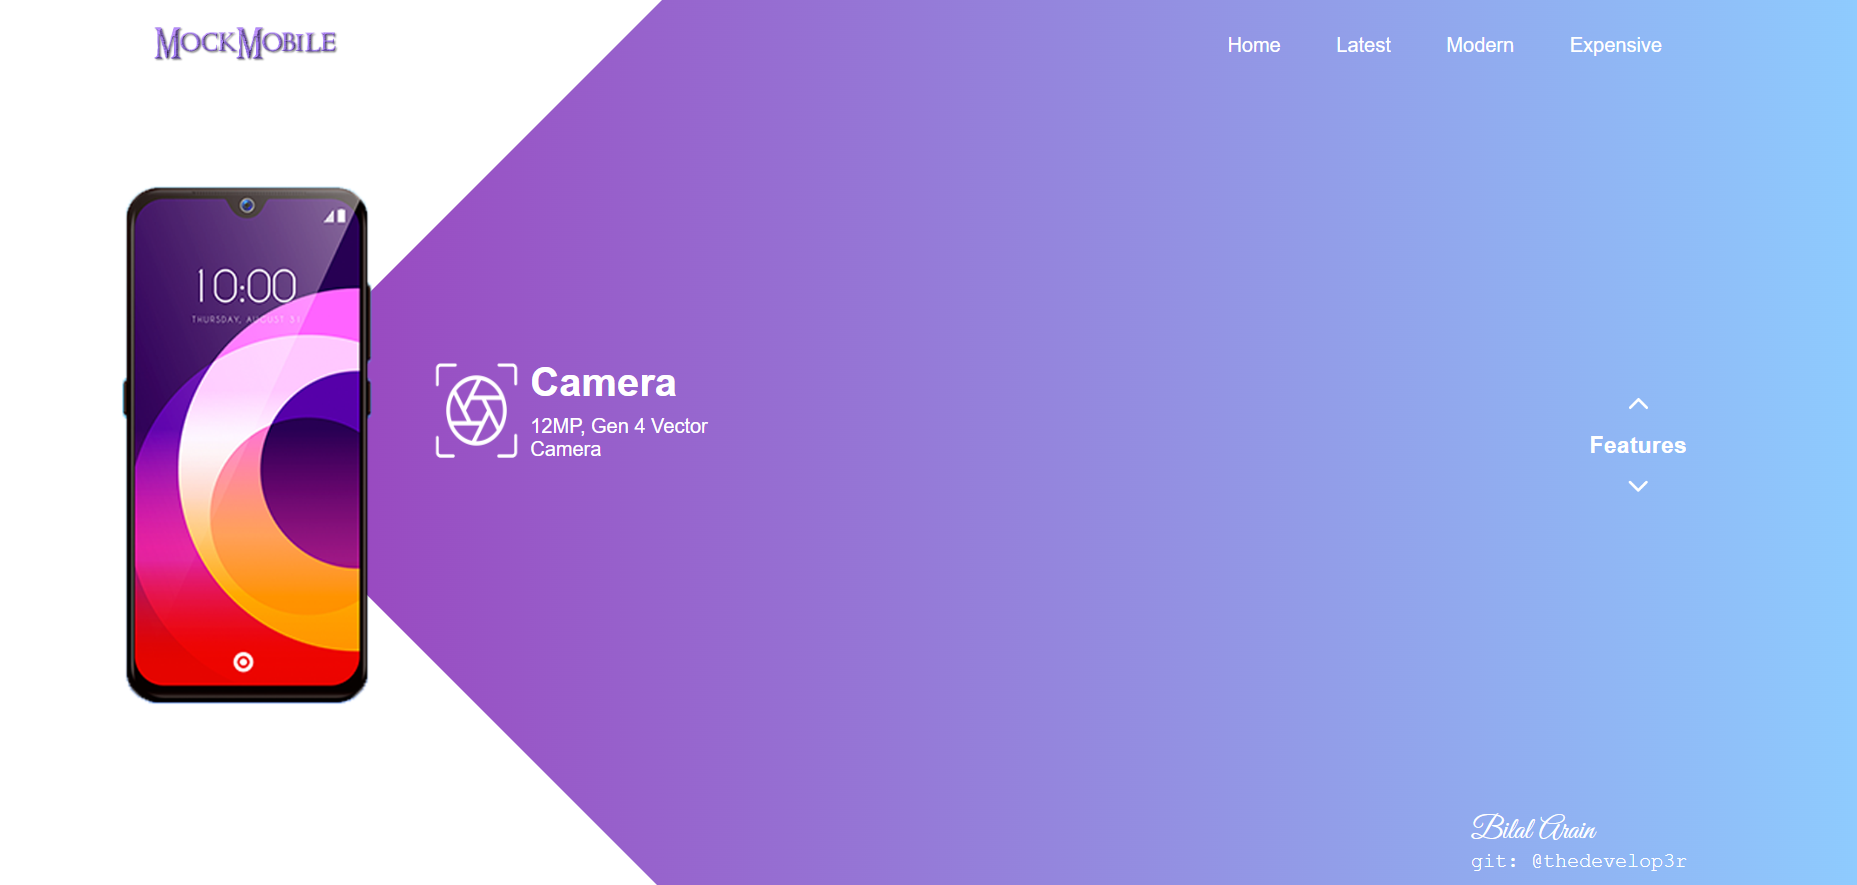 MockMobile
Home Latest Modern Expensive
10:00
THURSDAY, AUGUST 31
Camera
12MP, Gen 4 Vector
Camera
Features
Bilal Arain
git: @thedevelop3r